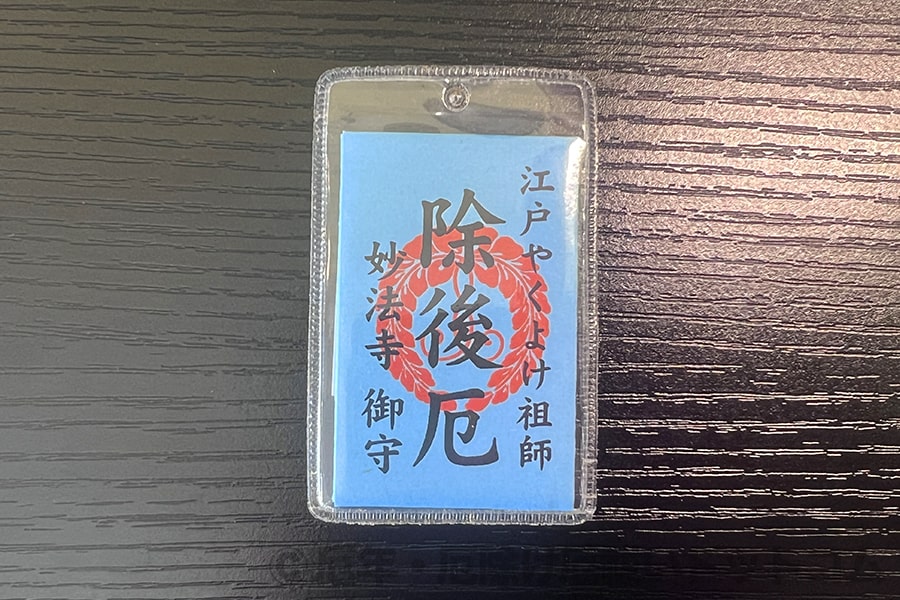 江戸やくよけ祖師
除後厄
妙法寺 御守